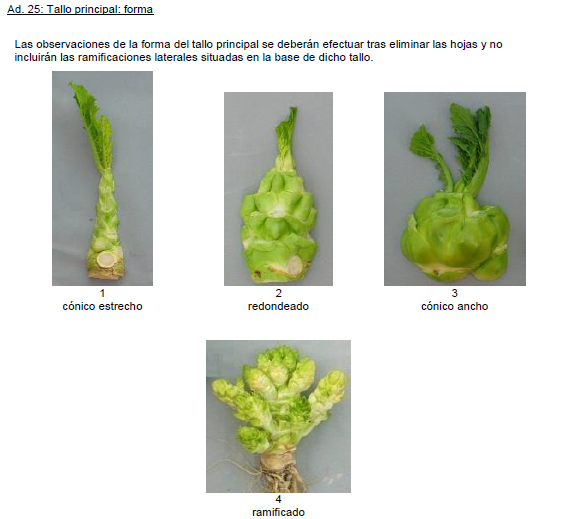 Ad. 25: Tallo principal: forma
Las observaciones de la forma del tallo principal se deberán efectuar tras eliminar las hojas y no
incluirán las ramificaciones laterales situadas en la base de dicho tallo.
1
cónico estrecho
2
redondeado
3
cónico ancho
4
ramificado